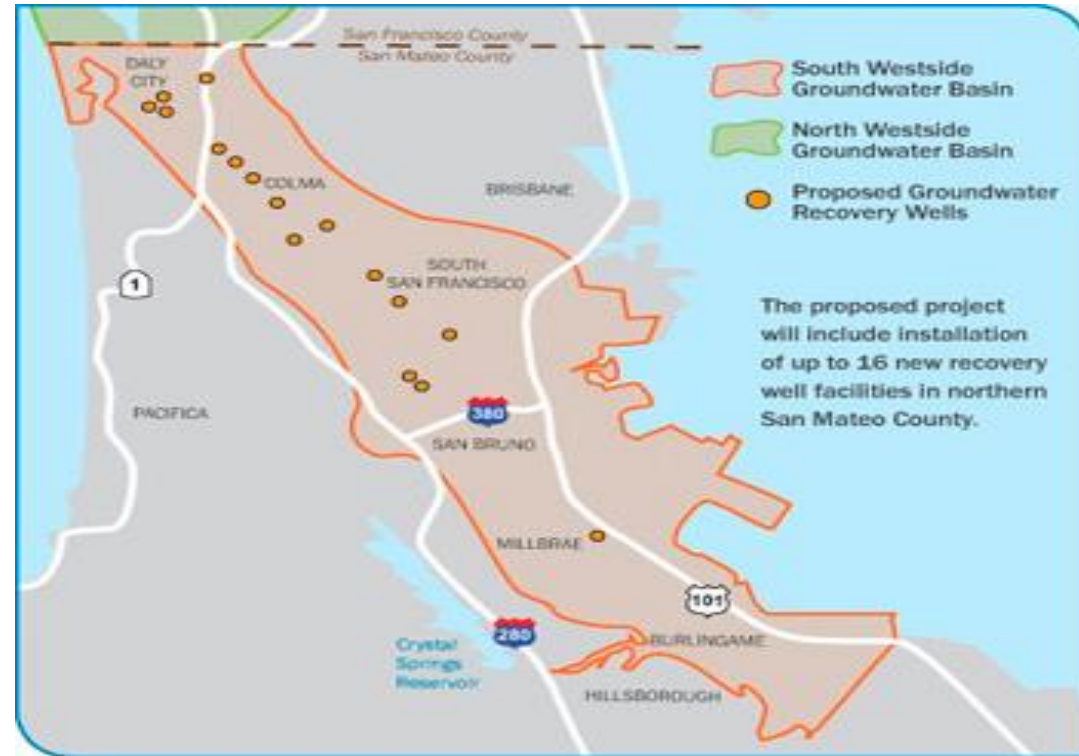 San Francisco County
San Mateo County
DALY
CITY
South Westside
Groundwater Basin
North Westside
Groundwater Basin
Proposed Groundwater
Recovery Wells
COLMA
BRISBANE
SOUTH
SAN FRANCISCO
1
The proposed project
will include installation
of up to 16 new recovery
well facilities in northern
San Mateo County.
PACIFICA
380
SAN BRUNO
MILLBRAE
101
280
Crystal
Springs
Reservoir
BURLINGAME
HILLSBOROUGH